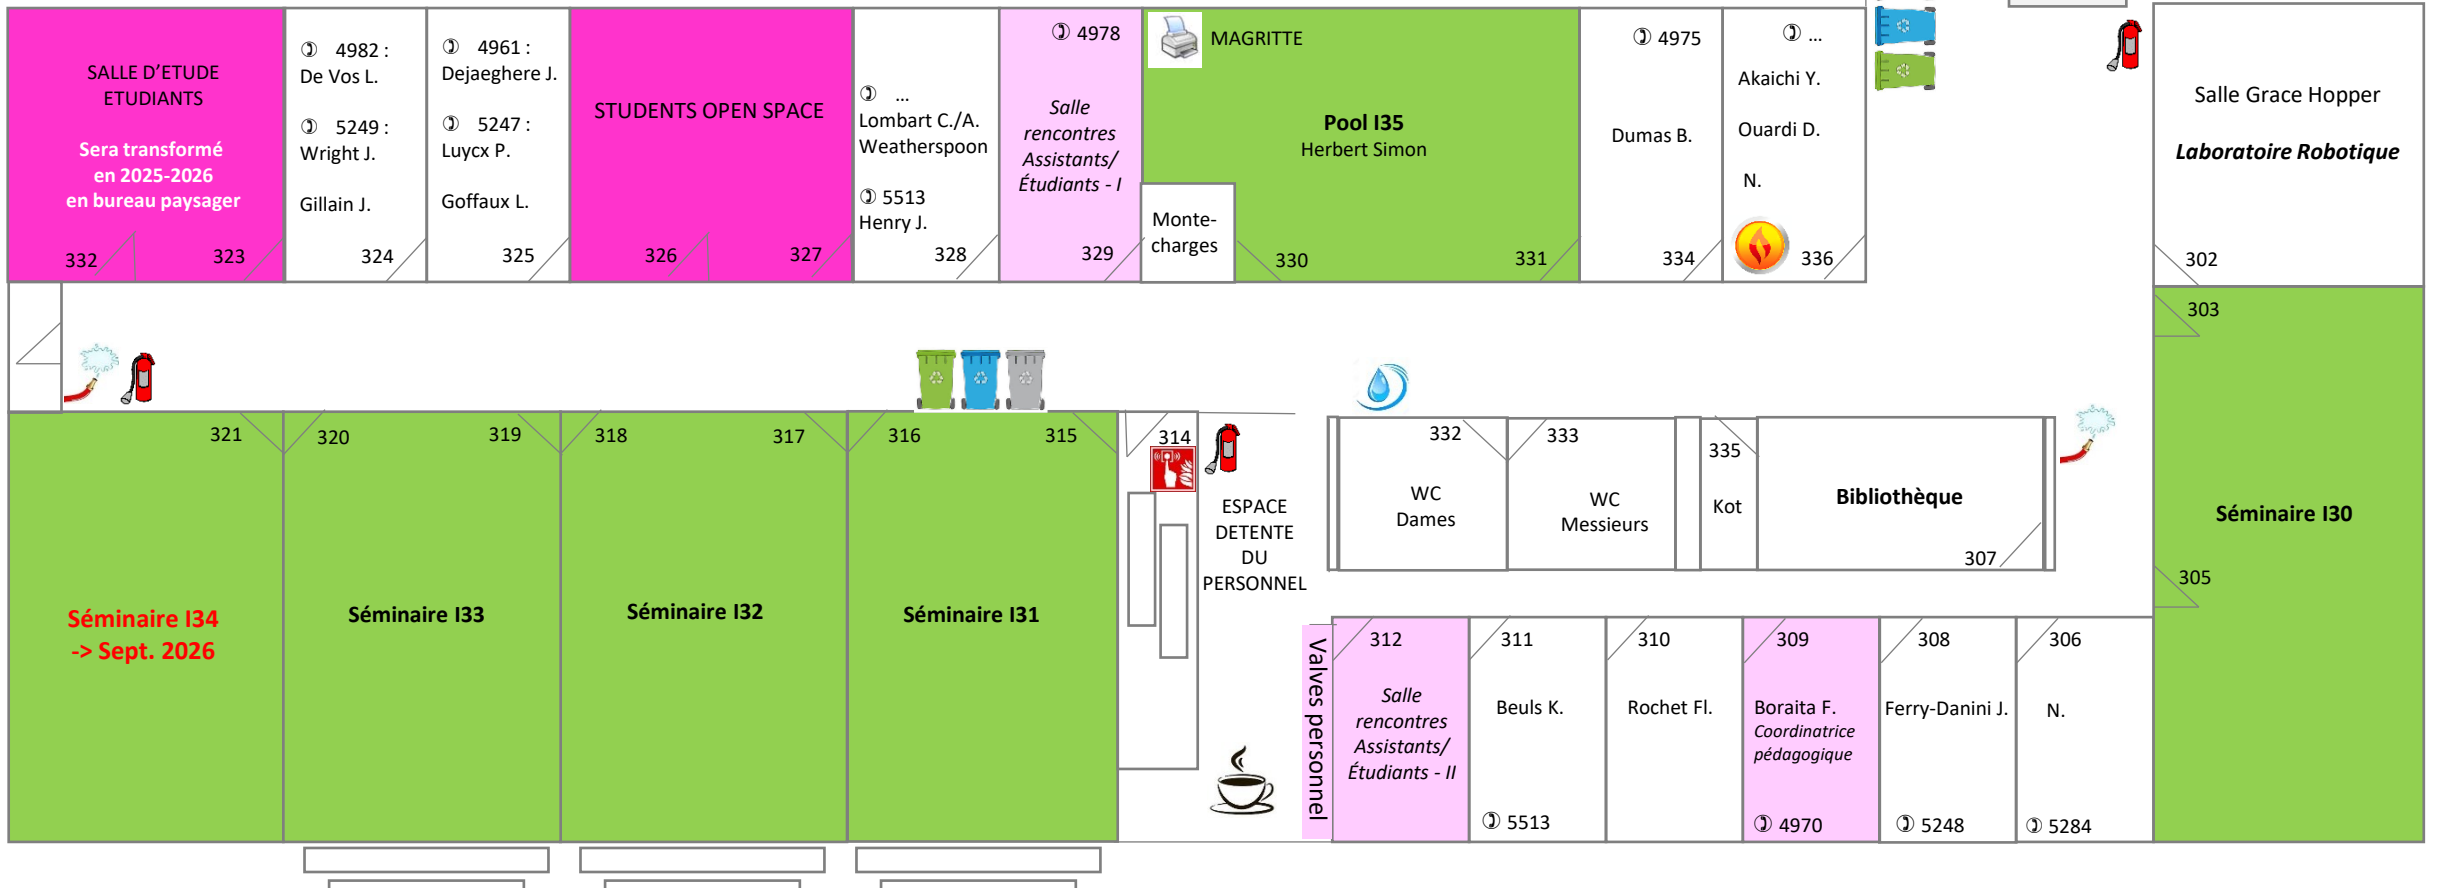 SALLE D'ETUDE
ETUDIANTS
Sera transformé
en 2025-2026
en bureau paysager
332
323
✆ 4982 :
De Vos L.
✆ 5249 :
Wright J.
Gillain J.
324
✆ 4961 :
Dejaeghere J.
✆ 5247 :
Luycx P.
Goffaux L.
325
STUDENTS OPEN SPACE
326
327
✆ ...
Lombart C./A.
Weatherspoon
✆ 5513
Henry J.
328
✆ 4978
Salle
rencontres
Assistants/
Étudiants - I
329
MAGRITTE
Pool I35
Herbert Simon
Monte-
charges
330
331
✆ 4975
Dumas B.
334
✆ ...
Akaichi Y.
Ouardi D.
N.
336
Salle Grace Hopper
Laboratoire Robotique
302
303
Séminaire I30
305
321
Séminaire I34
-> Sept. 2026
320
319
Séminaire I33
318
317
Séminaire I32
316
315
Séminaire I31
314
ESPACE
DETENTE
DU
PERSONNEL
332
WC
Dames
333
WC
Messieurs
335
Kot
Bibliothèque
307
Valves personnel
312
Salle
rencontres
Assistants/
Étudiants - II
311
Beuls K.
✆ 5513
310
Rochet Fl.
309
Boraita F.
Coordinatrice
pédagogique
✆ 4970
308
Ferry-Danini J.
✆ 5248
306
N.
✆ 5284